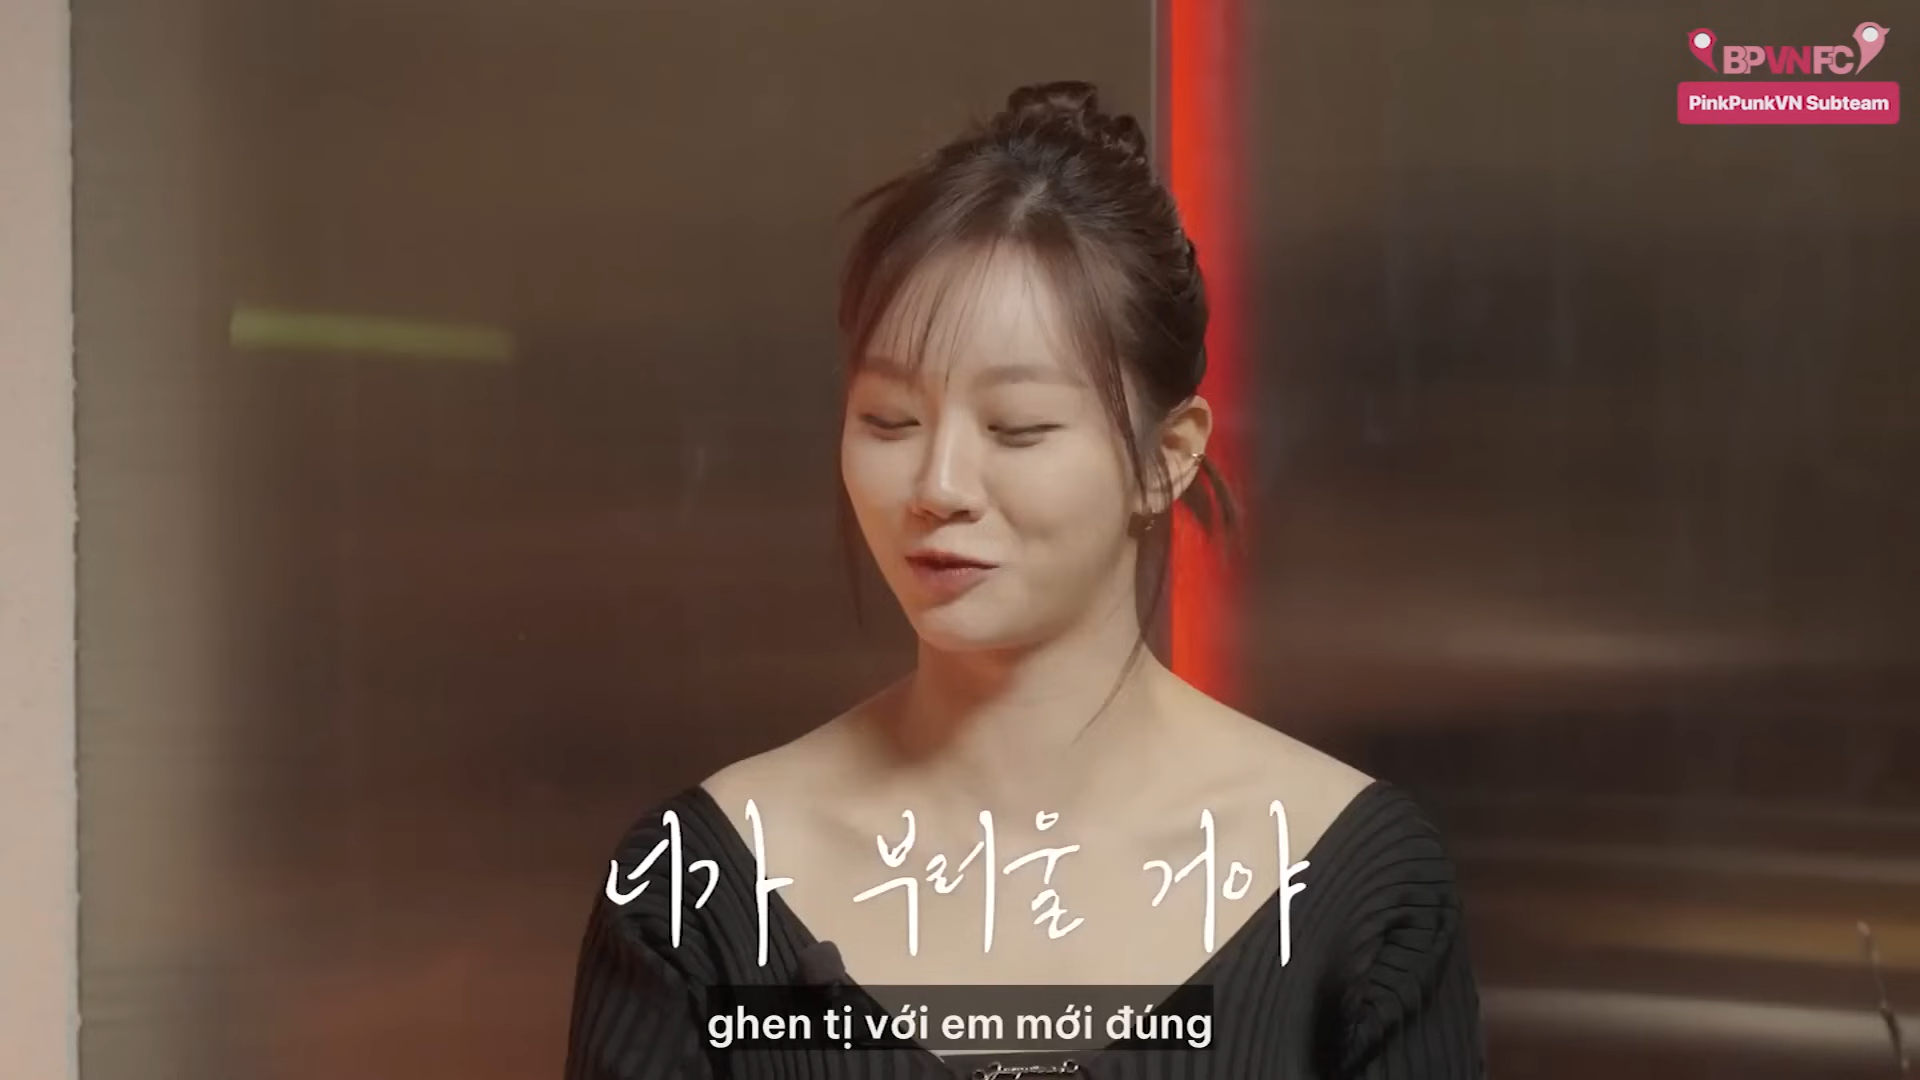 BPVNFC
PinkPunkVN Subteam
너가 부러울 거야
ghen tị với em mới đúng